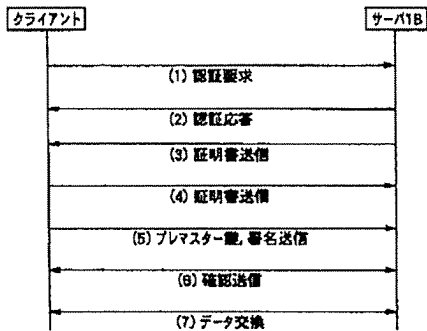 クライアント
サーバ1B
(1) 認証要求
(2) 認証応答
(3) 証明書送信
(4) 証明書送信
(5) プレマスター鍵, 署名送信
(6) 確認送信
(7) データ交換